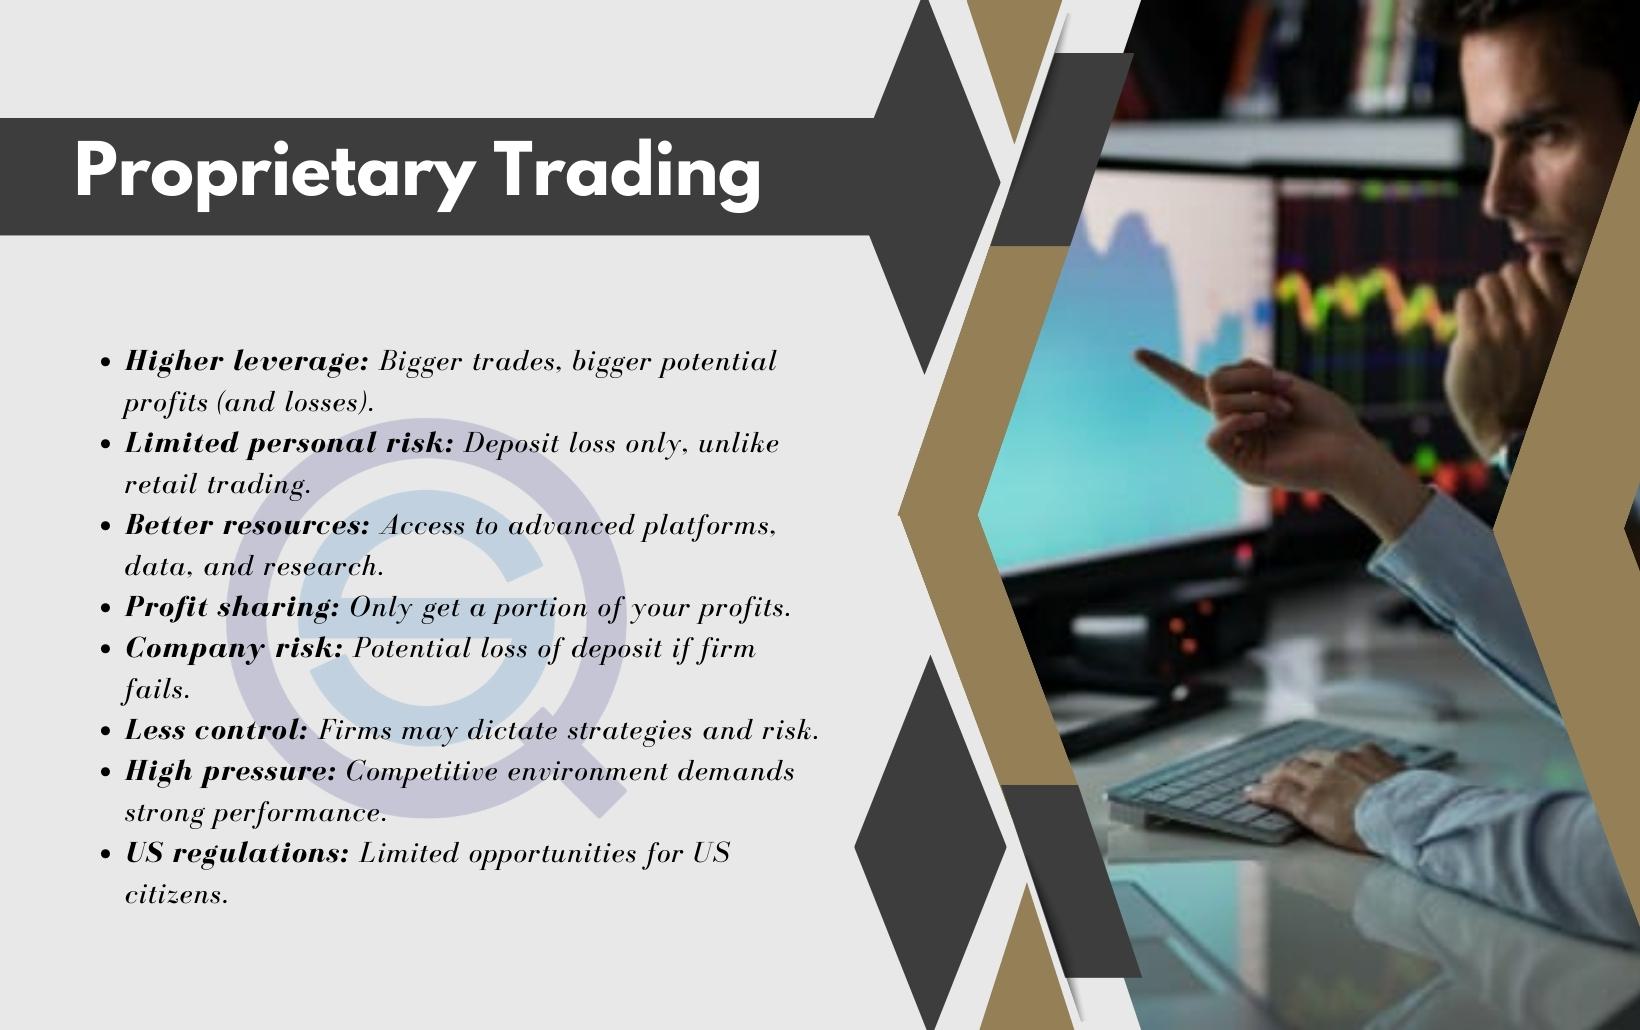 Proprietary Trading
• Higher leverage: Bigger trades, bigger potential
profits (and losses).
• Limited personal risk: Deposit loss only, unlike
retail trading.
• Better resources: Access to advanced platforms,
data, and research.
• Profit sharing: Only get a portion of your profits.
• Company risk: Potential loss of deposit if firm
fails.
• Less control: Firms may dictate strategies and risk.
• High pressure: Competitive environment demands
strong performance.
• US regulations: Limited opportunities for US
citizens.